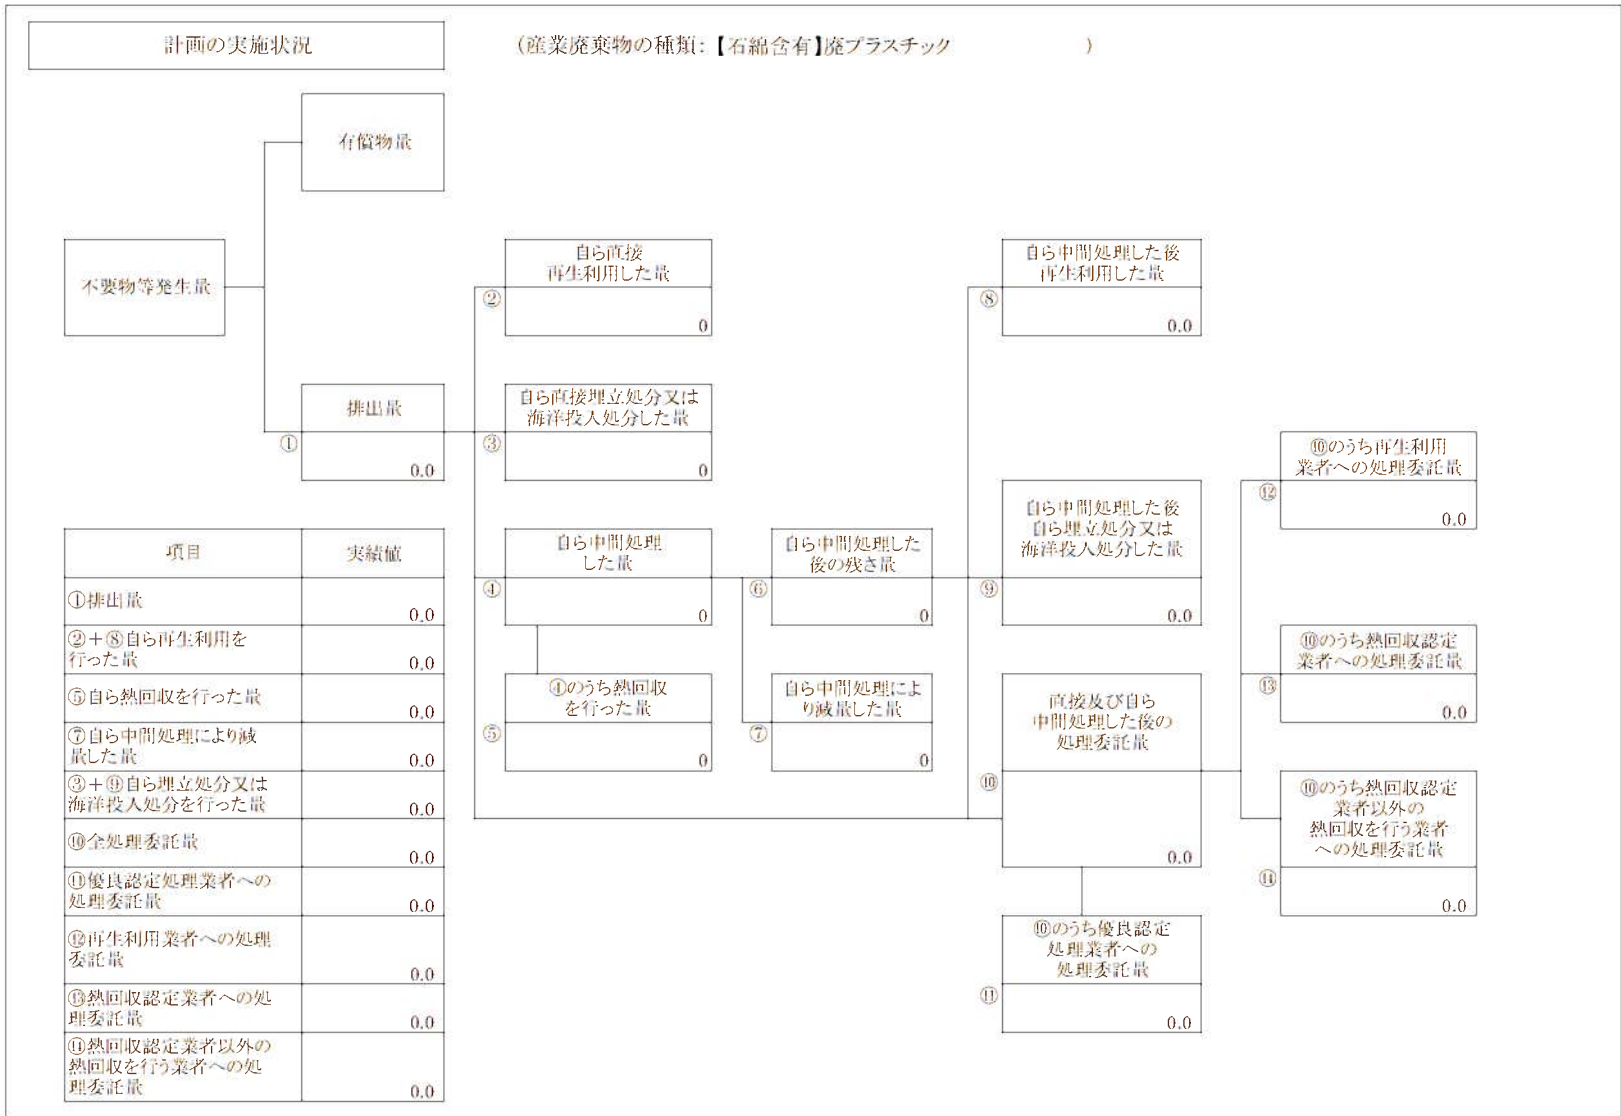 計画の実施状況
(産業廃棄物の種類:【石綿含有】廃プラスチック )
有償物量
不要物等発生量
自ら直接
再生利用した量
②
0
自ら中間処理した後
再生利用した量
⑧
0.0
排出量
①
0.0
自ら直接埋立処分又は
海洋投入処分した量
③
0
⑩のうち再生利用
業者への処理委託量
⑫
0.0
自ら中間処理
した量
④
0
自ら中間処理した
後の残さ量
⑥
0
自ら中間処理した後
自ら埋立処分又は
海洋投入処分した量
⑨
0.0
⑩のうち熱回収認定
業者への処理委託量
⑬
0.0
④のうち熱回収
を行った量
⑤
0
自ら中間処理によ
り減量した量
⑦
0
直接及び自ら
中間処理した後の
処理委託量
⑩
0.0
⑩のうち熱回収認定
業者以外の
熱回収を行う業者
への処理委託量
⑭
0.0
⑩のうち優良認定
処理業者への
処理委託量
⑪
0.0
項目 実績値
①排出量
0.0
②+⑧自ら再生利用を
行った量
0.0
⑤自ら熱回収を行った量
0.0
⑦自ら中間処理により減
量した量
0.0
③+⑨自ら埋立処分又は
海洋投入処分を行った量
0.0
⑩全処理委託量
0.0
⑪優良認定処理業者への
処理委託量
0.0
⑫再生利用業者への処理
委託量
0.0
⑬熱回収認定業者への処
理委託量
0.0
⑭熱回収認定業者以外の
熱回収を行う業者への処
理委託量
0.0